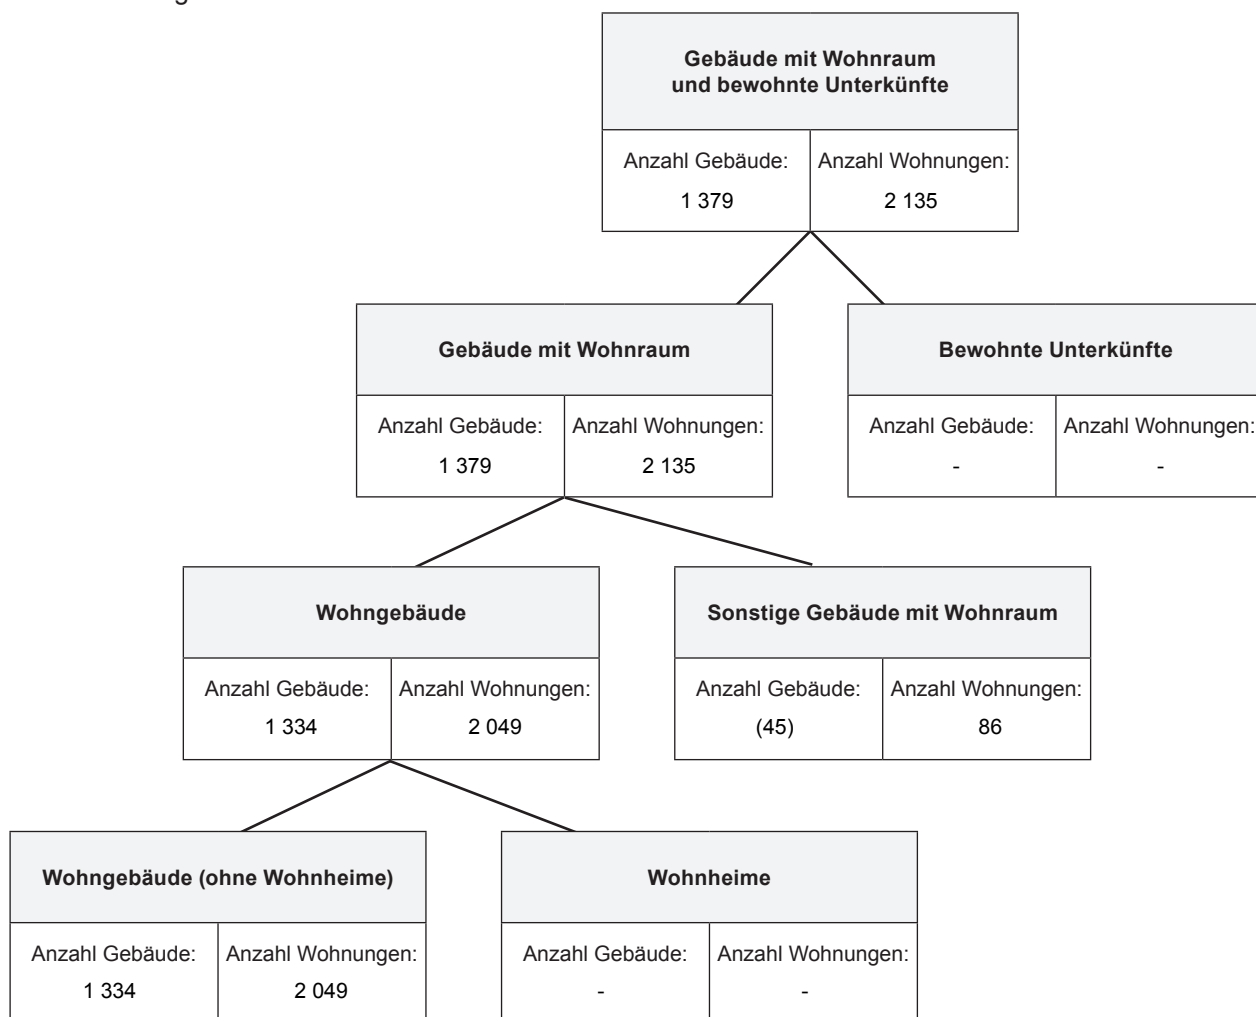 Gebäude mit Wohnraum
und bewohnte Unterkünfte
Anzahl Gebäude: Anzahl Wohnungen:
1 379 2 135
Gebäude mit Wohnraum Bewohnte Unterkünfte
Anzahl Gebäude: Anzahl Wohnungen: Anzahl Gebäude: Anzahl Wohnungen:
1 379 2 135 - -
Wohngebäude Sonstige Gebäude mit Wohnraum
Anzahl Gebäude: Anzahl Wohnungen: Anzahl Gebäude: Anzahl Wohnungen:
1 334 2 049 (45) 86
Wohngebäude (ohne Wohnheime) Wohnheime
Anzahl Gebäude: Anzahl Wohnungen: Anzahl Gebäude: Anzahl Wohnungen:
1 334 2 049 - -